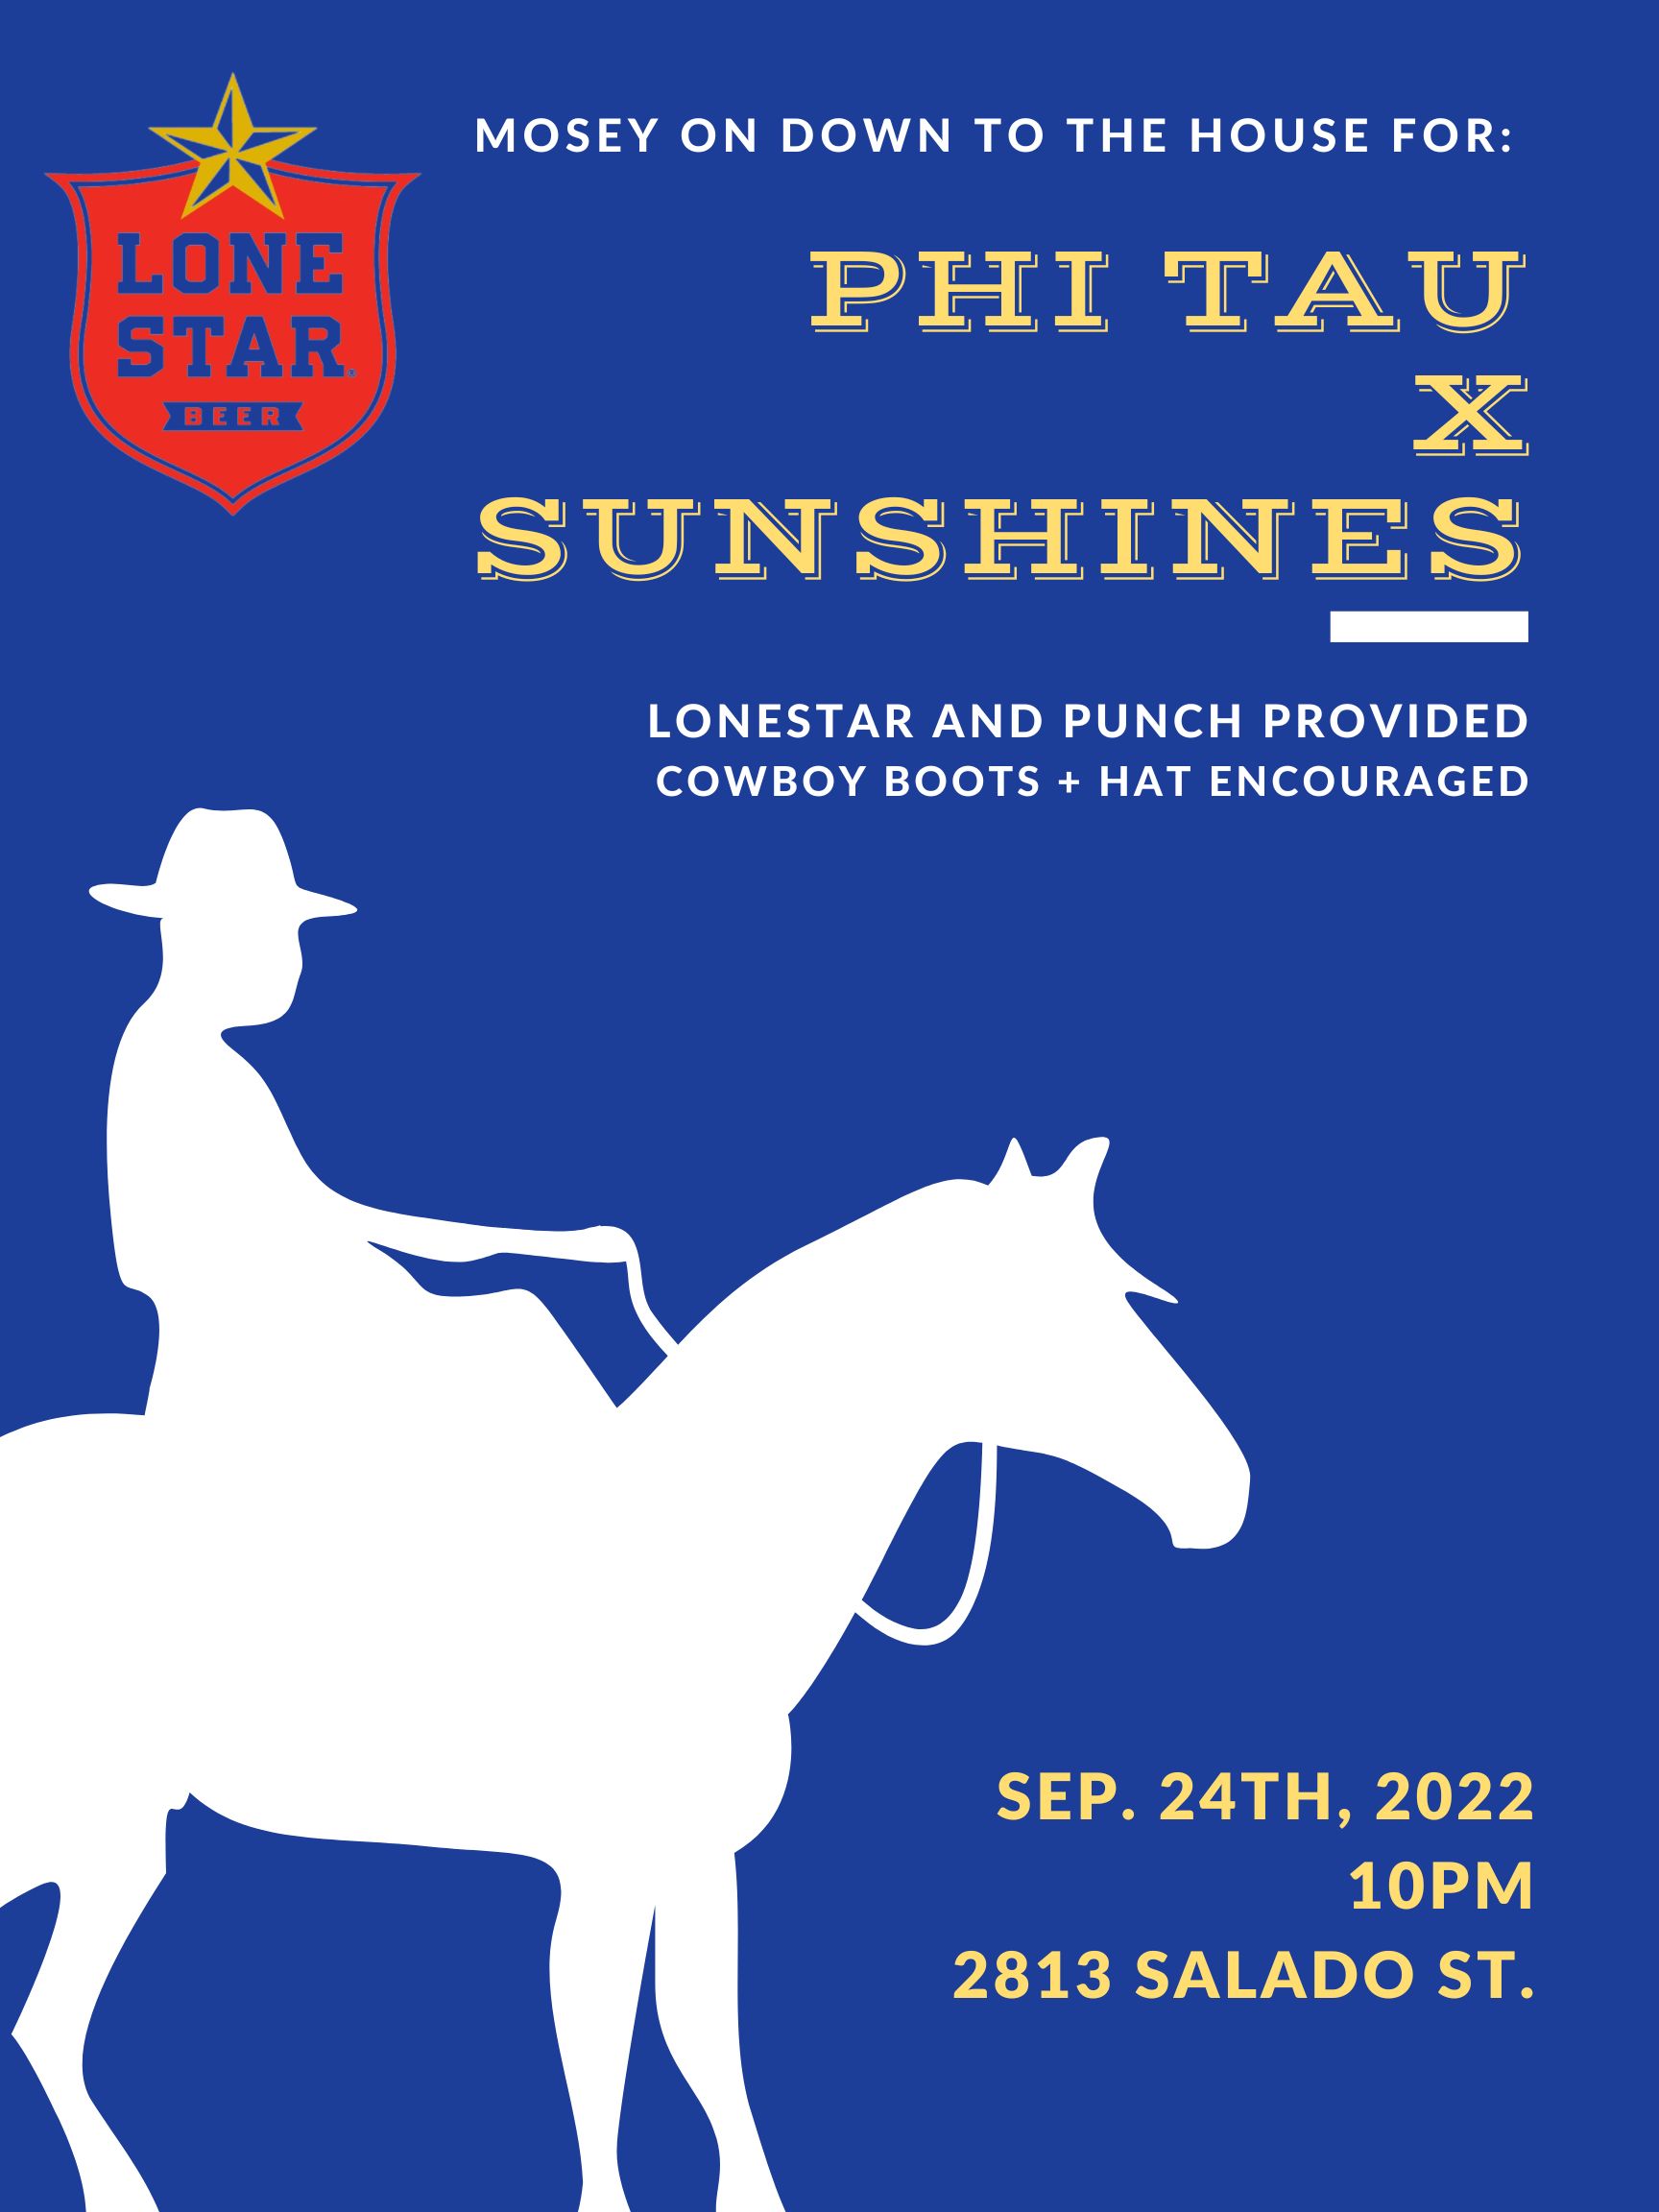 LONE
STAR®
BEER
MOSEY ON DOWN TO THE HOUSE FOR:
PHI TAU
X
SUNSHINES
LONESTAR AND PUNCH PROVIDED
COWBOY BOOTS + HAT ENCOURAGED
SEP. 24TH, 2022
10PM
2813 SALADO ST.